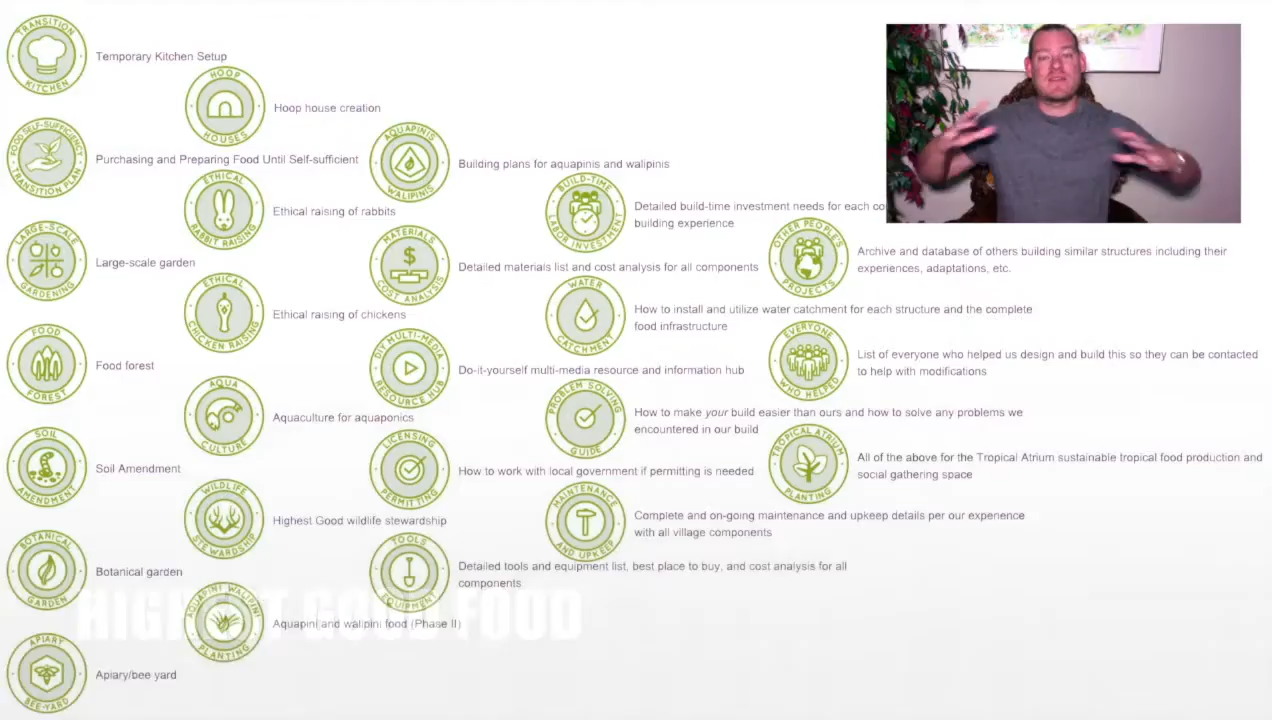 TRANSITION
KITCHEN
Temporary Kitchen Setup
FOOD SELF-SUFFICIENCY
TRANSITION PLAN
Purchasing and Preparing Food Until Self-sufficient
LARGE-SCALE
GARDENING
Large-scale garden
FOOD
FOREST
Food forest
SOIL
AMENDMENT
Soil Amendment
BOTANICAL
GARDEN
Botanical garden
APIARY
BEE-YARD
Apiary/bee yard
HOOP
HOUSES
Hoop house creation
ETHICAL
RABBIT RAISING
Ethical raising of rabbits
ETHICAL
CHICKEN RAISING
Ethical raising of chickens
AQUA
CULTURE
Aquaculture for aquaponics
WILDLIFE
STEWARDSHIP
Highest Good wildlife stewardship
AQUAPINI WALIPINI
PLANTING
Aquapini and walipini food (Phase II)
AQUAPINIS
WALIPINIS
Building plans for aquapinis and walipinis
MATERIALS
COST ANALYSIS
Detailed materials list and cost analysis for all components
DIY MULTI-MEDIA
RESOURCE HUB
Do-it-yourself multi-media resource and information hub
LICENSING
PERMITTING
How to work with local government if permitting is needed
TOOLS
EQUIPMENT
Detailed tools and equipment list, best place to buy, and cost analysis for all
components
BUILD-TIME
LABOR INVESTMENT
Detailed build-time investment needs for each co
building experience
WATER
CATCHMENT
How to install and utilize water catchment for each structure and the complete
food infrastructure
PROBLEM SOLVING
GUIDE
How to make your build easier than ours and how to solve any problems we
encountered in our build
MAINTENANCE
AND UPKEEP
Complete and on-going maintenance and upkeep details per our experience
with all village components
OTHER PEOPLE'S
PROJECTS
Archive and database of others building similar structures including their
experiences, adaptations, etc.
EVERYONE
WHO HELPED
List of everyone who helped us design and build this so they can be contacted
to help with modifications
TROPICAL ATRIUM
PLANTING
All of the above for the Tropical Atrium sustainable tropical food production and
social gathering space
HIGHEST GOOD FOOD